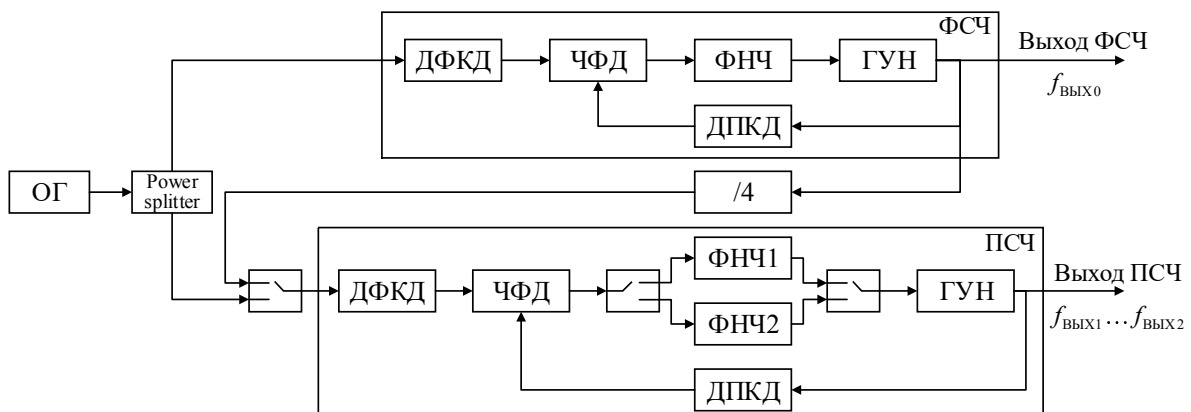 ФСЧ
Выход ФСЧ
ДФКД
ЧФД
ФНЧ
ГУН
fВЫХ0
ДПКД
ОГ
Power
splitter
/4
ПСЧ
ФНЧ1
Выход ПСЧ
ДФКД
ЧФД
ГУН
ФНЧ2
fВЫХ1...fВЫХ2
ДПКД